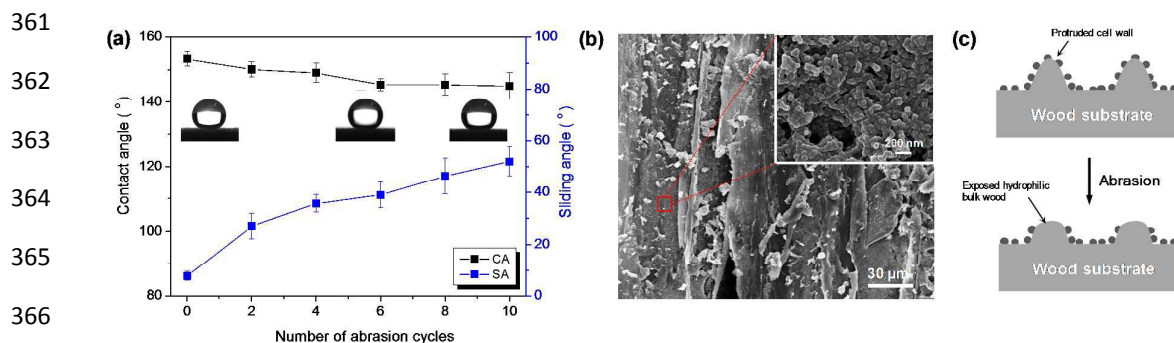 361
362
363
364
365
366
(a)
160
140
120
100
80
Contact angle (°)
100
80
60
40
20
0
Sliding angle (°)
CA
SA
0 2 4 6 8 10
Number of abrasion cycles
(b)
200 nm
30 µm
(c)
Protruded cell wall
Wood substrate
Abrasion
Exposed hydrophilic
bulk wood
Wood substrate